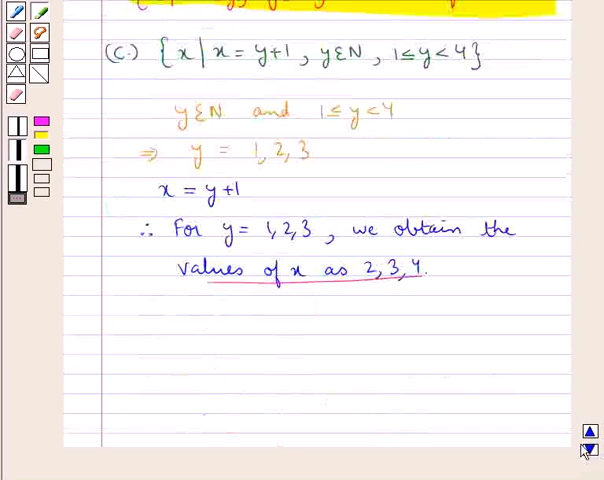 (C.) {x | x = y+1, y∈N, 1≤y<4}
y∈N and 1≤y<4
⇒ y = 1, 2, 3
x = y+1
∴ For y = 1, 2, 3, we obtain the
values of x as 2, 3, 4.